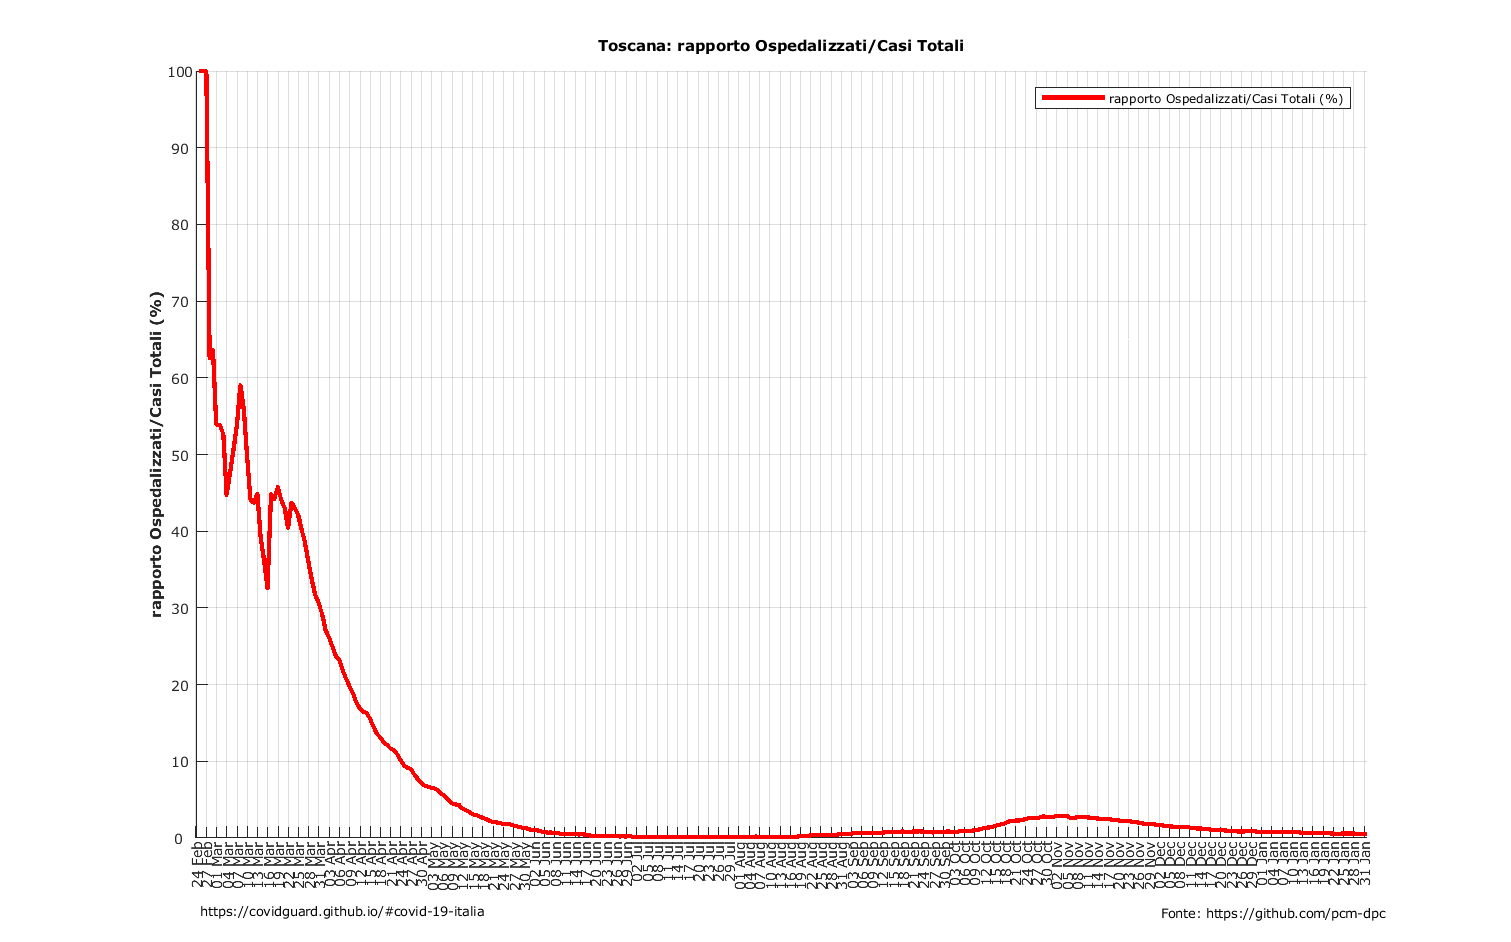 Toscana: rapporto Ospedalizzati/Casi Totali
rapporto Ospedalizzati/Casi Totali (%)
rapporto Ospedalizzati/Casi Totali (%)
100
90
80
70
60
50
40
30
20
10
0
24 Feb
27 Feb
01 Mar
04 Mar
07 Mar
10 Mar
13 Mar
16 Mar
19 Mar
22 Mar
25 Mar
28 Mar
31 Mar
03 Apr
06 Apr
09 Apr
12 Apr
15 Apr
18 Apr
21 Apr
24 Apr
27 Apr
30 Apr
03 May
06 May
09 May
12 May
15 May
18 May
21 May
24 May
27 May
30 May
02 Jun
05 Jun
08 Jun
11 Jun
14 Jun
17 Jun
20 Jun
23 Jun
26 Jun
29 Jun
02 Jul
05 Jul
08 Jul
11 Jul
14 Jul
17 Jul
20 Jul
23 Jul
26 Jul
29 Jul
01 Aug
04 Aug
07 Aug
10 Aug
13 Aug
16 Aug
19 Aug
22 Aug
25 Aug
28 Aug
31 Aug
03 Sep
06 Sep
09 Sep
12 Sep
15 Sep
18 Sep
21 Sep
24 Sep
27 Sep
30 Sep
03 Oct
06 Oct
09 Oct
12 Oct
15 Oct
18 Oct
21 Oct
24 Oct
27 Oct
30 Oct
02 Nov
05 Nov
08 Nov
11 Nov
14 Nov
17 Nov
20 Nov
23 Nov
26 Nov
29 Nov
02 Dec
05 Dec
08 Dec
11 Dec
14 Dec
17 Dec
20 Dec
23 Dec
26 Dec
29 Dec
01 Jan
04 Jan
07 Jan
10 Jan
13 Jan
16 Jan
19 Jan
22 Jan
25 Jan
28 Jan
31 Jan
https://covidguard.github.io/#covid-19-italia
Fonte: https://github.com/pcm-dpc